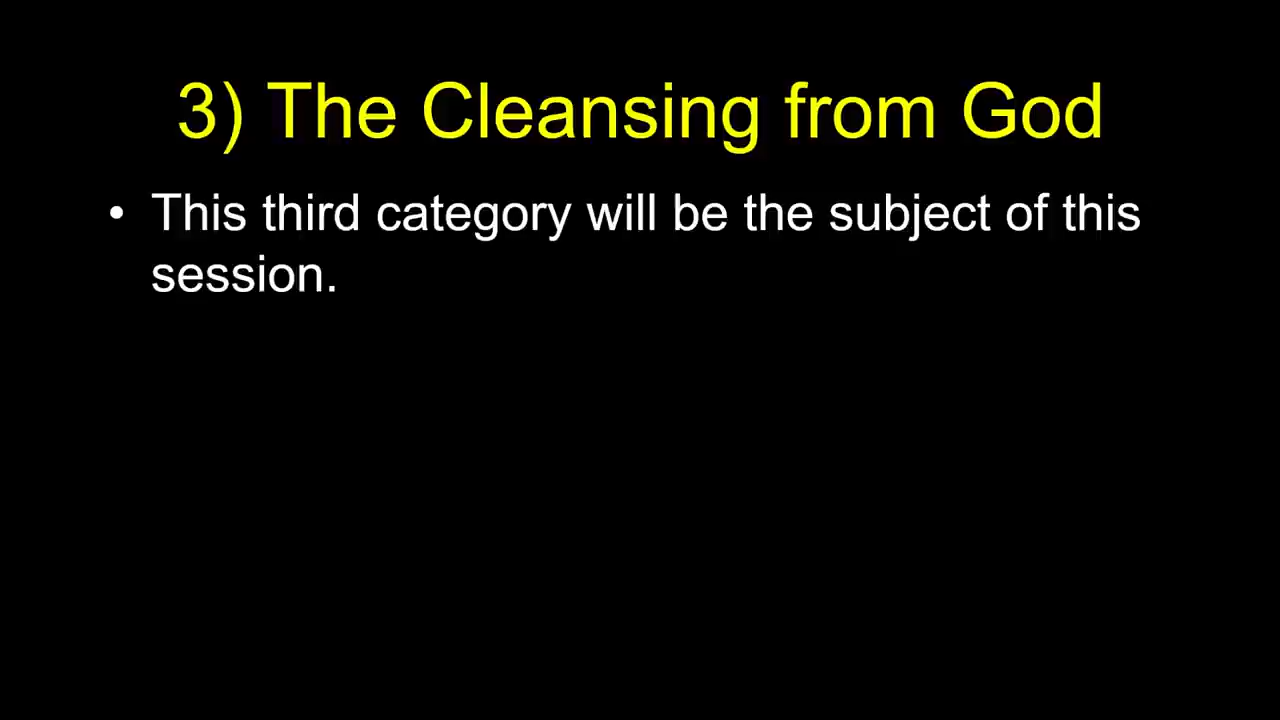 3) The Cleansing from God
• This third category will be the subject of this
session.